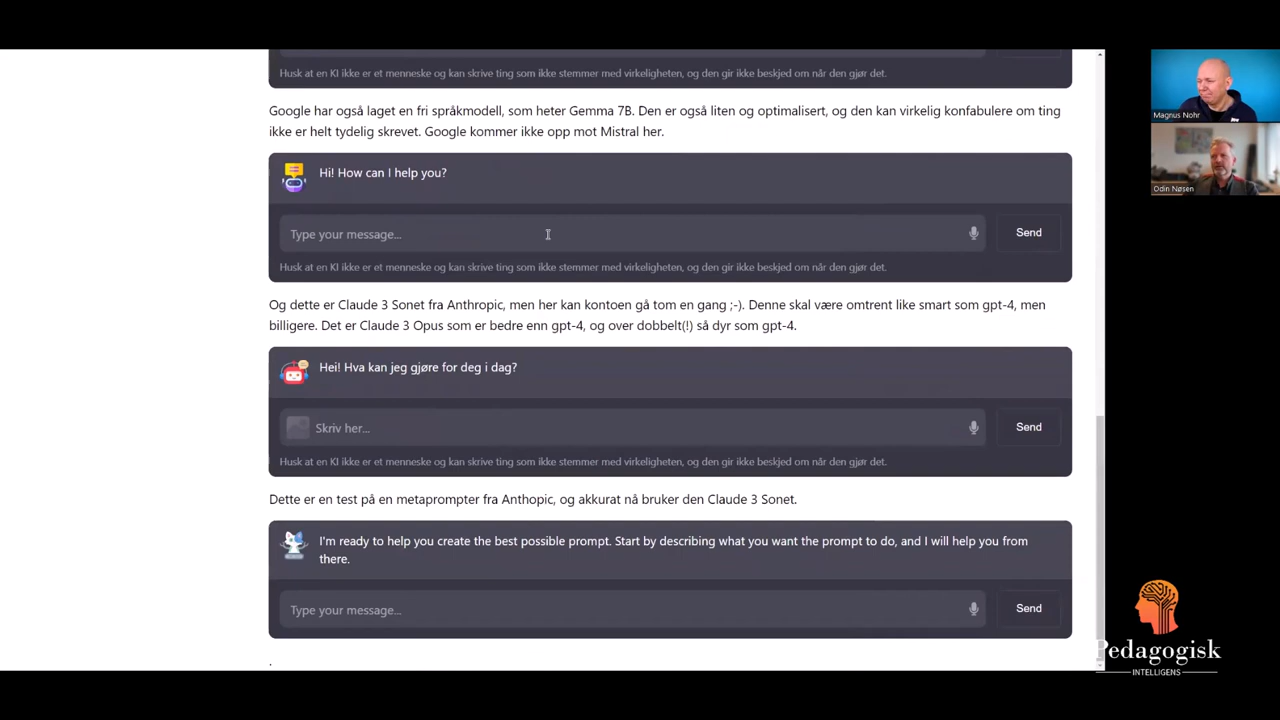 Husk at en KI ikke er et menneske og kan skrive ting som ikke stemmer med virkeligheten, og den gir ikke beskjed om når den gjør det.
Magnus Nohr
Google har også laget en fri språkmodell, som heter Gemma 7B. Den er også liten og optimalisert, og den kan virkelig konfabulere om ting
ikke er helt tydelig skrevet. Google kommer ikke opp mot Mistral her.
Odin Nøsen
Hi! How can I help you?
Type your message...
Send
Husk at en KI ikke er et menneske og kan skrive ting som ikke stemmer med virkeligheten, og den gir ikke beskjed om når den gjør det.
Og dette er Claude 3 Sonet fra Anthropic, men her kan kontoen gå tom en gang ;-). Denne skal være omtrent like smart som gpt-4, men
billigere. Det er Claude 3 Opus som er bedre enn gpt-4, og over dobbelt(!) så dyr som gpt-4.
Hei! Hva kan jeg gjøre for deg i dag?
Skriv her...
Send
Husk at en KI ikke er et menneske og kan skrive ting som ikke stemmer med virkeligheten, og den gir ikke beskjed om når den gjør det.
Dette er en test på en metaprompter fra Anthopic, og akkurat nå bruker den Claude 3 Sonet.
I'm ready to help you create the best possible prompt. Start by describing what you want the prompt to do, and I will help you from
there.
Type your message...
Send
.
Pedagogisk
INTELLIGENS